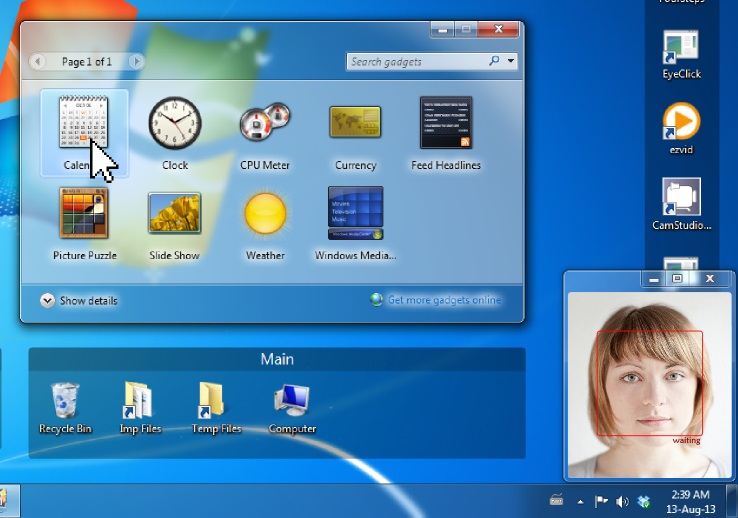 Page 1 of 1
Search gadgets
Clock
CPU Meter
Currency
Feed Headlines
Picture Puzzle
Slide Show
Weather
Windows Media...
Show details
Get more gadgets online
EyeClick
ezvid
CamStudio...
Main
Recycle Bin
Imp Files
Temp Files
Computer
waiting
2:39 AM
13-Aug-13